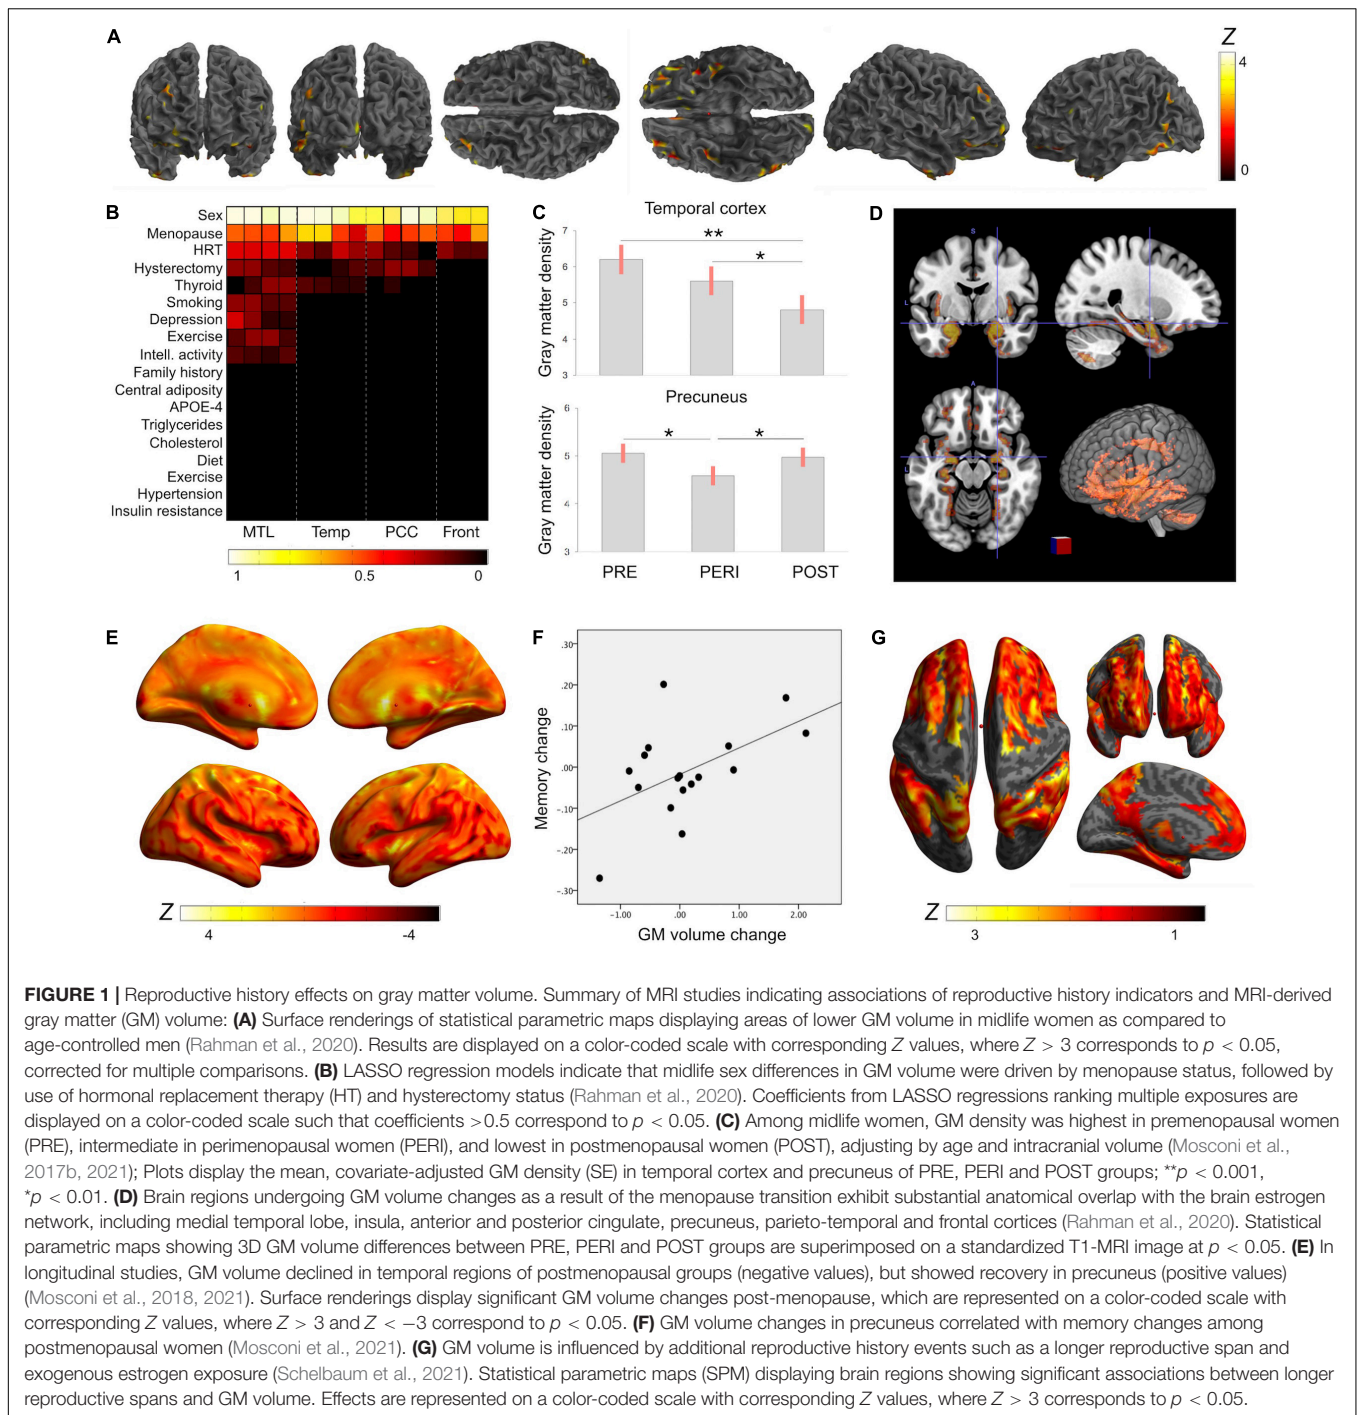 A
Z
4
0
B
Sex
Menopause
HRT
Hysterectomy
Thyroid
Smoking
Depression
Exercise
Intell. activity
Family history
Central adiposity
APOE-4
Triglycerides
Cholesterol
Diet
Exercise
Hypertension
Insulin resistance
MTL Temp PCC Front
1 0.5 0
C
Temporal cortex
Gray matter density
7
6
5
4
3
**
*
Precuneus
Gray matter density
6
5
4
3
* *
PRE PERI POST
D
S
L
A
L
E
Z
4 -4
F
Memory change
.30
.20
.10
.00
-.10
-.20
-.30
-1.00 .00 1.00 2.00
GM volume change
G
Z
3 1
FIGURE 1 | Reproductive history effects on gray matter volume. Summary of MRI studies indicating associations of reproductive history indicators and MRI-derived
gray matter (GM) volume: (A) Surface renderings of statistical parametric maps displaying areas of lower GM volume in midlife women as compared to
age-controlled men (Rahman et al., 2020). Results are displayed on a color-coded scale with corresponding Z values, where Z > 3 corresponds to p < 0.05,
corrected for multiple comparisons. (B) LASSO regression models indicate that midlife sex differences in GM volume were driven by menopause status, followed by
use of hormonal replacement therapy (HT) and hysterectomy status (Rahman et al., 2020). Coefficients from LASSO regressions ranking multiple exposures are
displayed on a color-coded scale such that coefficients >0.5 correspond to p < 0.05. (C) Among midlife women, GM density was highest in premenopausal women
(PRE), intermediate in perimenopausal women (PERI), and lowest in postmenopausal women (POST), adjusting by age and intracranial volume (Mosconi et al.,
2017b, 2021); Plots display the mean, covariate-adjusted GM density (SE) in temporal cortex and precuneus of PRE, PERI and POST groups; **p < 0.001,
*p < 0.01. (D) Brain regions undergoing GM volume changes as a result of the menopause transition exhibit substantial anatomical overlap with the brain estrogen
network, including medial temporal lobe, insula, anterior and posterior cingulate, precuneus, parieto-temporal and frontal cortices (Rahman et al., 2020). Statistical
parametric maps showing 3D GM volume differences between PRE, PERI and POST groups are superimposed on a standardized T1-MRI image at p < 0.05. (E) In
longitudinal studies, GM volume declined in temporal regions of postmenopausal groups (negative values), but showed recovery in precuneus (positive values)
(Mosconi et al., 2018, 2021). Surface renderings display significant GM volume changes post-menopause, which are represented on a color-coded scale with
corresponding Z values, where Z > 3 and Z < −3 correspond to p < 0.05. (F) GM volume changes in precuneus correlated with memory changes among
postmenopausal women (Mosconi et al., 2021). (G) GM volume is influenced by additional reproductive history events such as a longer reproductive span and
exogenous estrogen exposure (Schelbaum et al., 2021). Statistical parametric maps (SPM) displaying brain regions showing significant associations between longer
reproductive spans and GM volume. Effects are represented on a color-coded scale with corresponding Z values, where Z > 3 corresponds to p < 0.05.